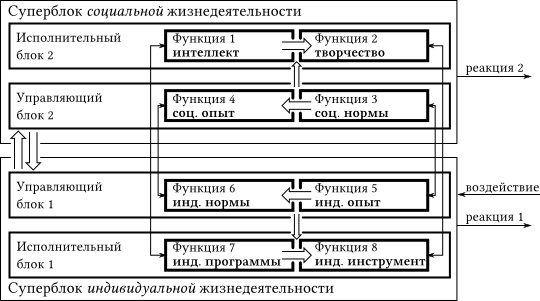 Суперблок социальной жизнедеятельности
Исполнительный
блок 2
Функция 1
интеллект
Функция 2
творчество
реакция 2
Управляющий
блок 2
Функция 4
соц. опыт
Функция 3
соц. нормы
Управляющий
блок 1
Функция 6
инд. нормы
Функция 5
инд. опыт
воздействие
реакция 1
Исполнительный
блок 1
Функция 7
инд. программы
Функция 8
инд. инструмент
Суперблок индивидуальной жизнедеятельности